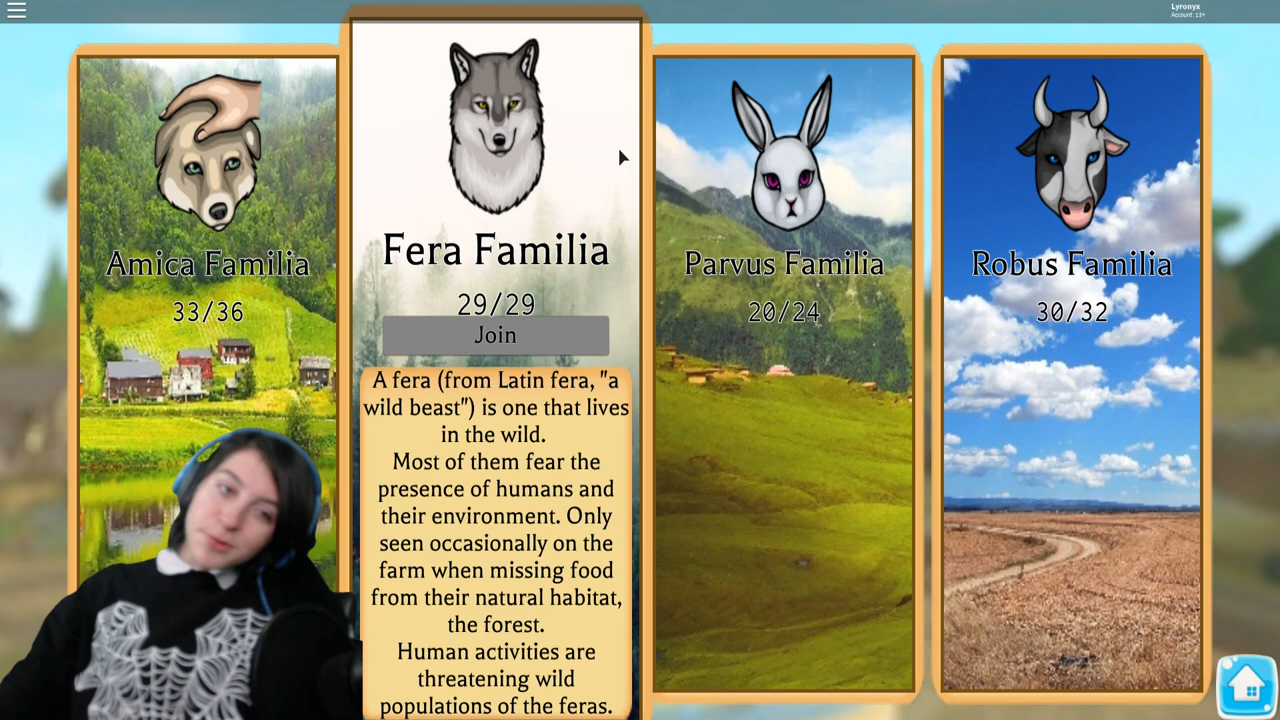 Lyronyx
Account: 13+
Amica Familia
33/36
Fera Familia
29/29
Join
A fera (from Latin fera, "a
wild beast") is one that lives
in the wild.
Most of them fear the
presence of humans and
their environment. Only
seen occasionally on the
farm when missing food
from their natural habitat,
the forest.
Human activities are
threatening wild
populations of the feras.
Parvus Familia
20/24
Robus Familia
30/32